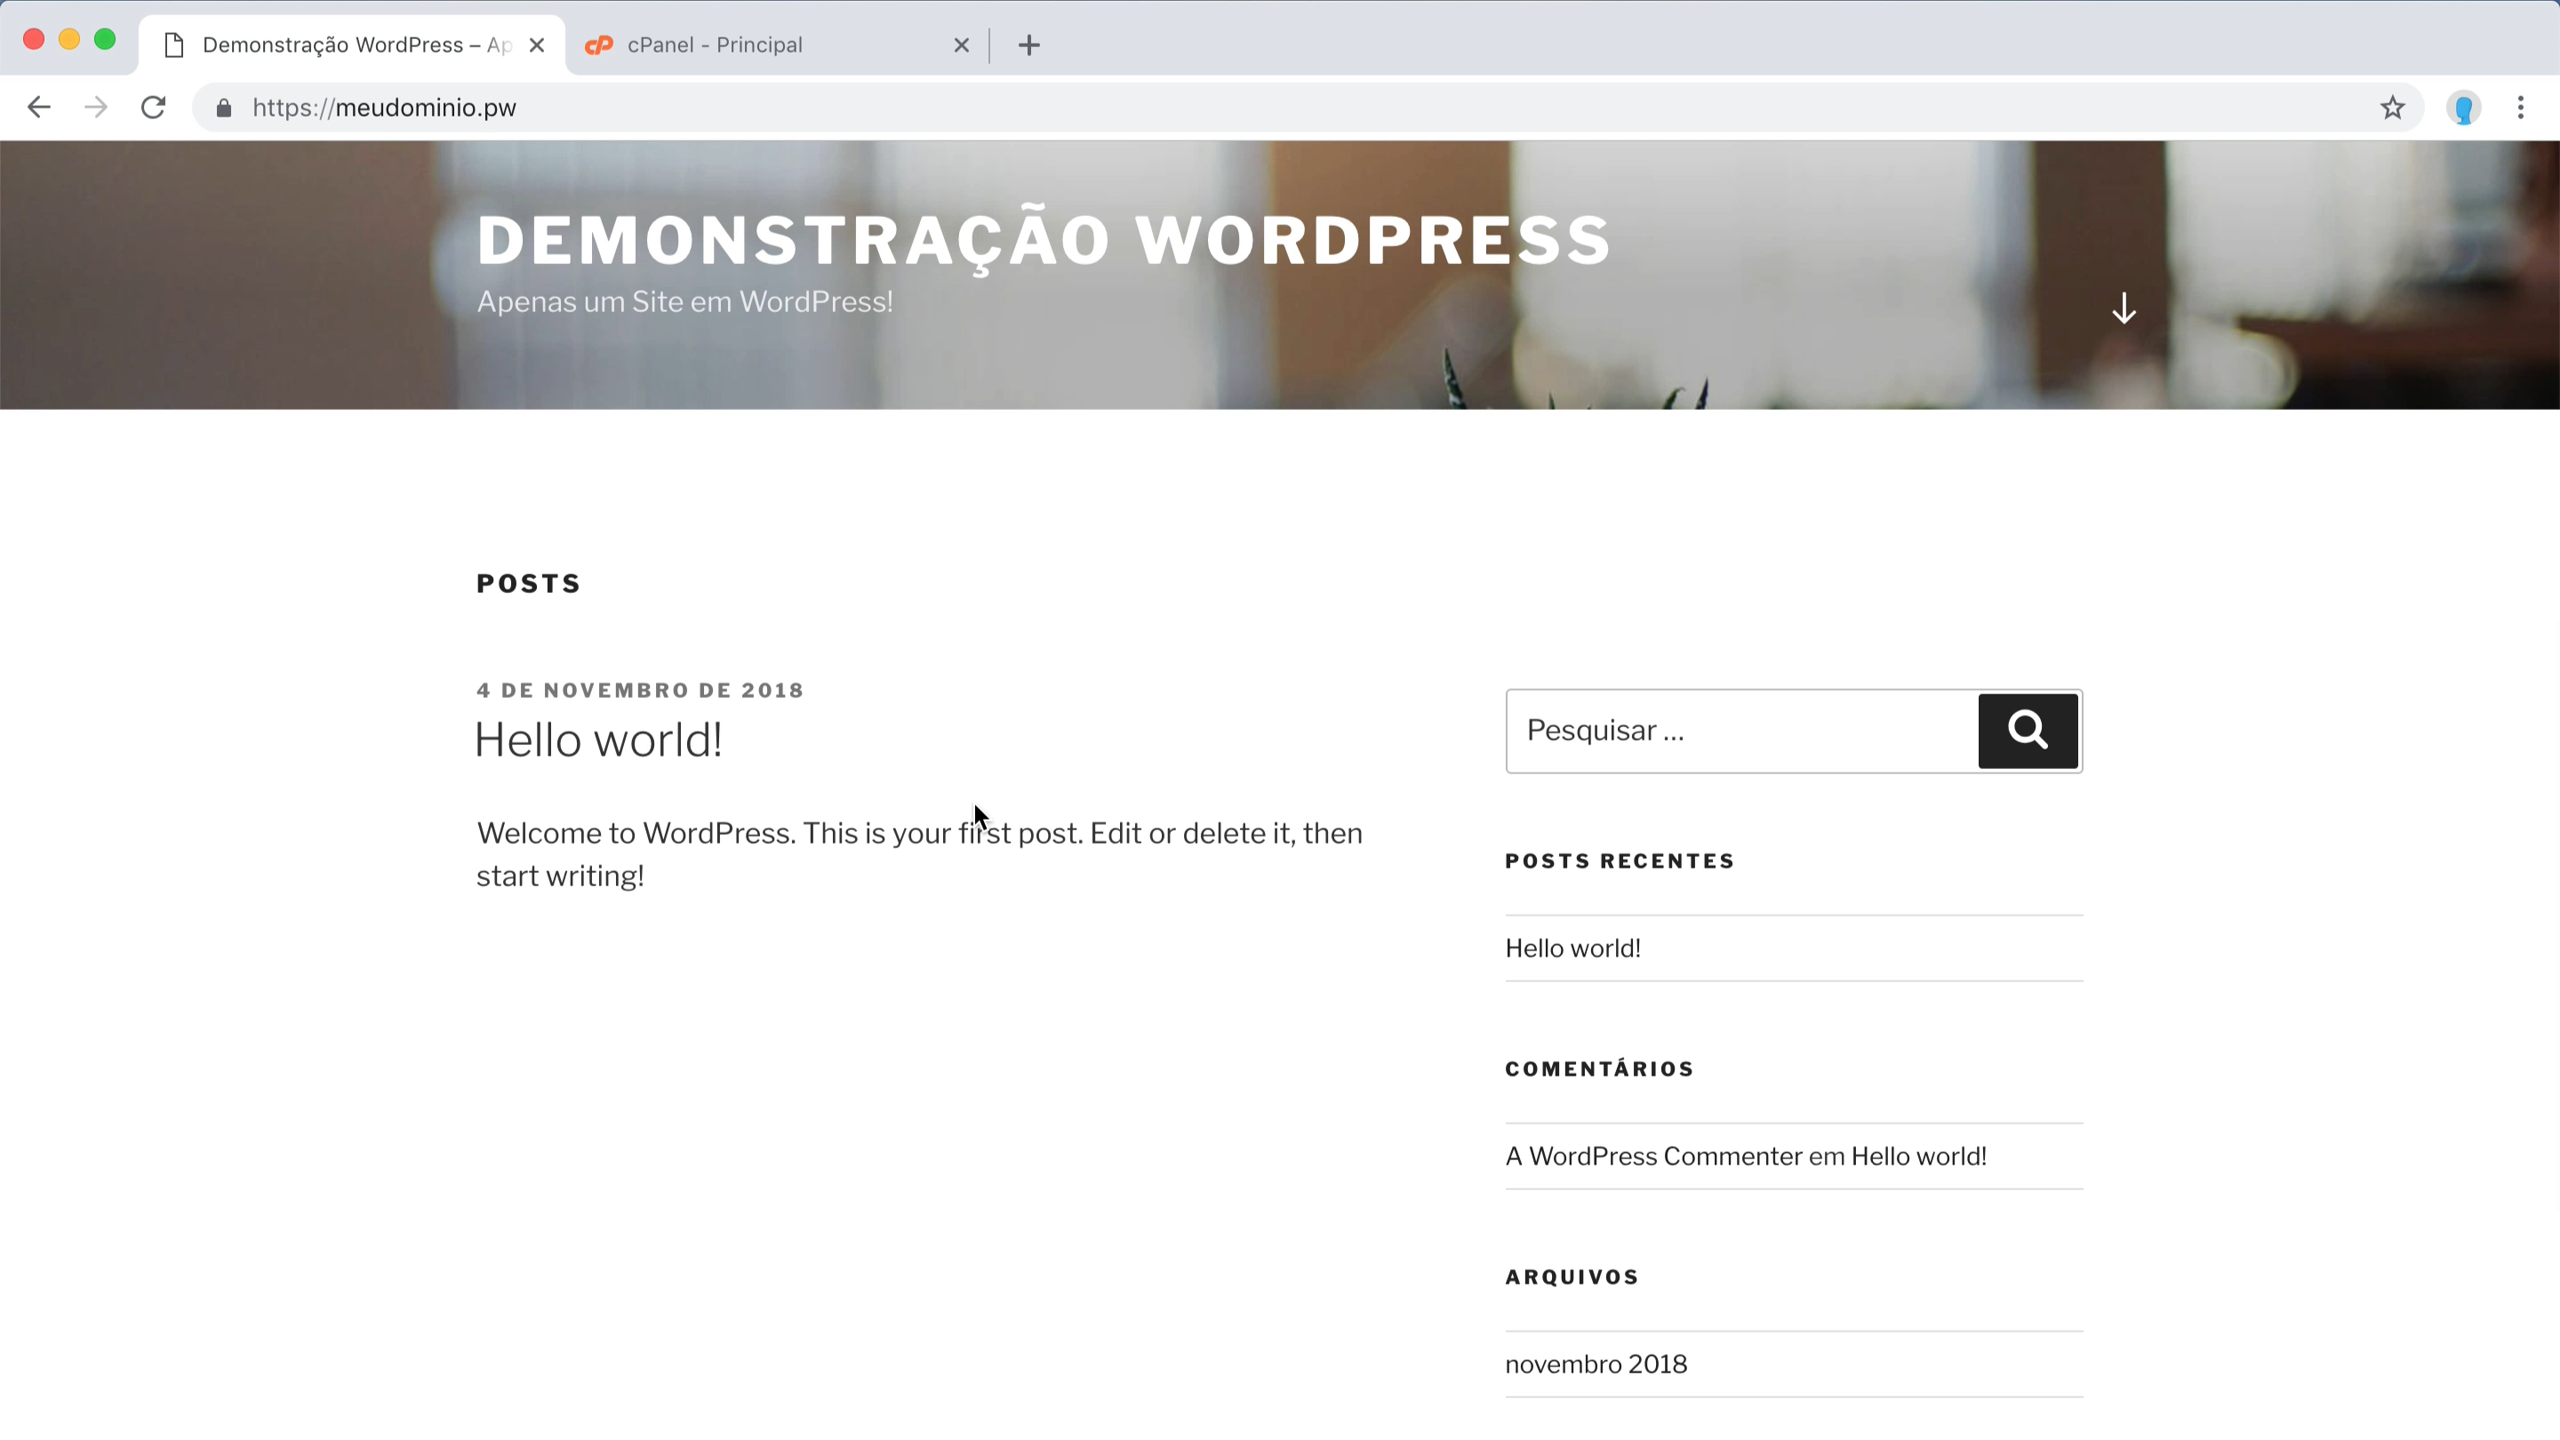 Demonstração WordPress – Ap
cPanel - Principal
https://meudominio.pw
DEMONSTRAÇÃO WORDPRESS
Apenas um Site em WordPress!
POSTS
4 DE NOVEMBRO DE 2018
Hello world!
Welcome to WordPress. This is your first post. Edit or delete it, then
start writing!
Pesquisar ...
POSTS RECENTES
Hello world!
COMENTÁRIOS
A WordPress Commenter em Hello world!
ARQUIVOS
novembro 2018